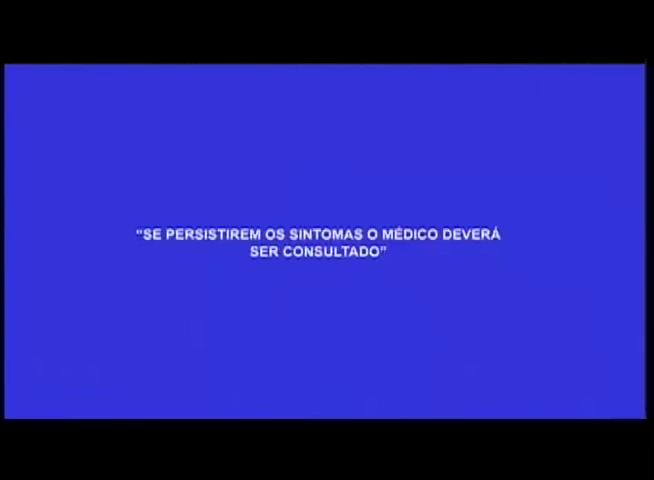 “SE PERSISTIREM OS SINTOMAS O MÉDICO DEVERÁ
SER CONSULTADO”